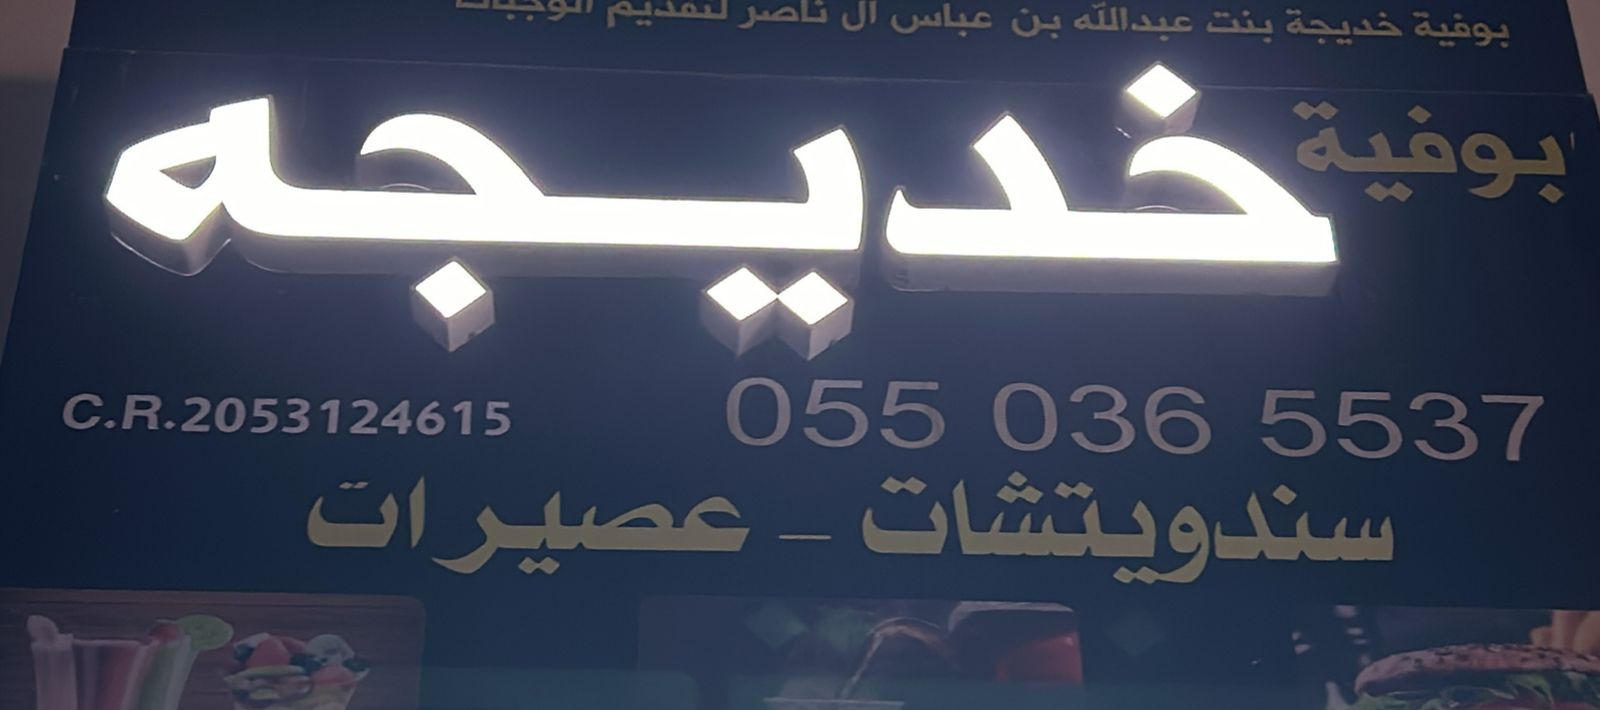 بوفية خديجة بنت عبدالله بن عباس آل ناصر لتقديم الوجبات
بوفية خديجه
C.R.2053124615
055 036 5537
سندويتشات - عصيرات